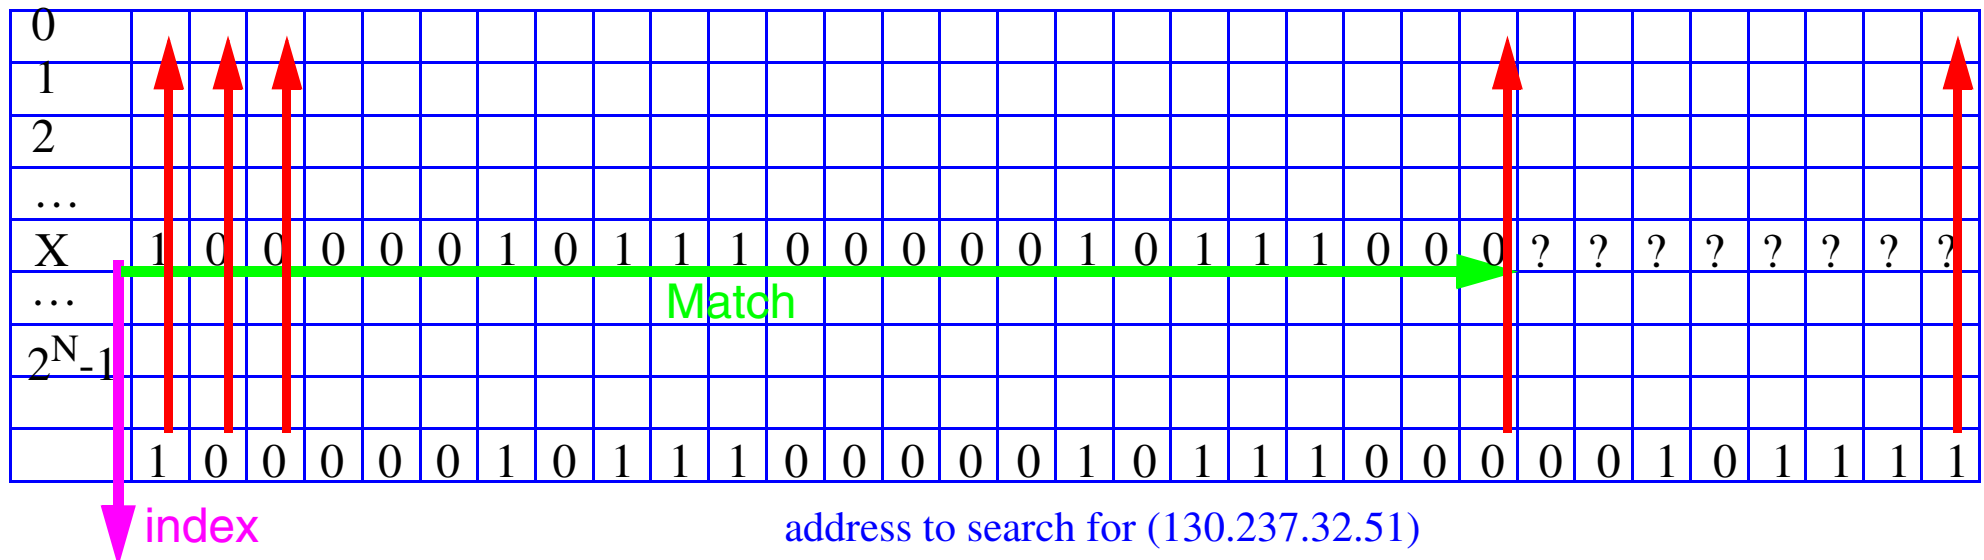 0
1
2
…
X 1 0 0 0 0 0 1 0 1 1 1 0 0 0 0 0 1 0 1 1 1 0 0 0 ? ? ? ? ? ? ? ?
… Match
2^N-1
1 0 0 0 0 0 1 0 1 1 1 0 0 0 0 0 1 0 1 1 1 0 0 0 0 0 1 0 1 1 1 1
index address to search for (130.237.32.51)